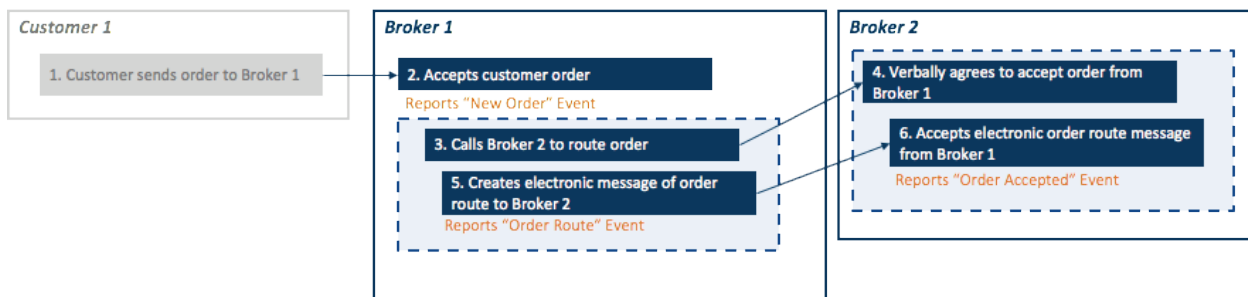 Customer 1
1. Customer sends order to Broker 1
Broker 1
2. Accepts customer order
Reports "New Order" Event
3. Calls Broker 2 to route order
5. Creates electronic message of order
route to Broker 2
Reports "Order Route" Event
Broker 2
4. Verbally agrees to accept order from
Broker 1
6. Accepts electronic order route message
from Broker 1
Reports "Order Accepted" Event